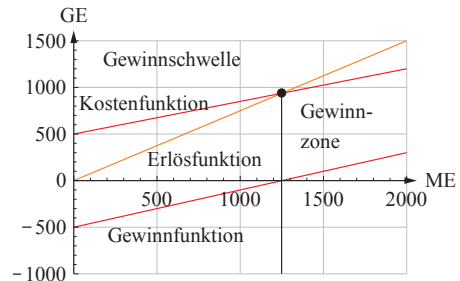 GE
1500
Gewinnschwelle
1000
Kostenfunktion
Gewinn-
zone
500
Erlösfunktion
0
ME
500
1000
1500
2000
−500
Gewinnfunktion
−1000